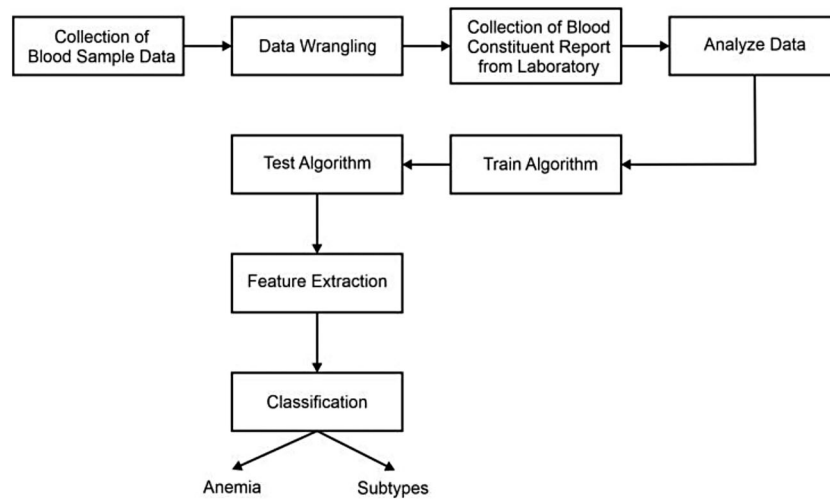 Collection of
Blood Sample Data
Data Wrangling
Collection of Blood
Constituent Report
from Laboratory
Analyze Data
Train Algorithm
Test Algorithm
Feature Extraction
Classification
Anemia
Subtypes